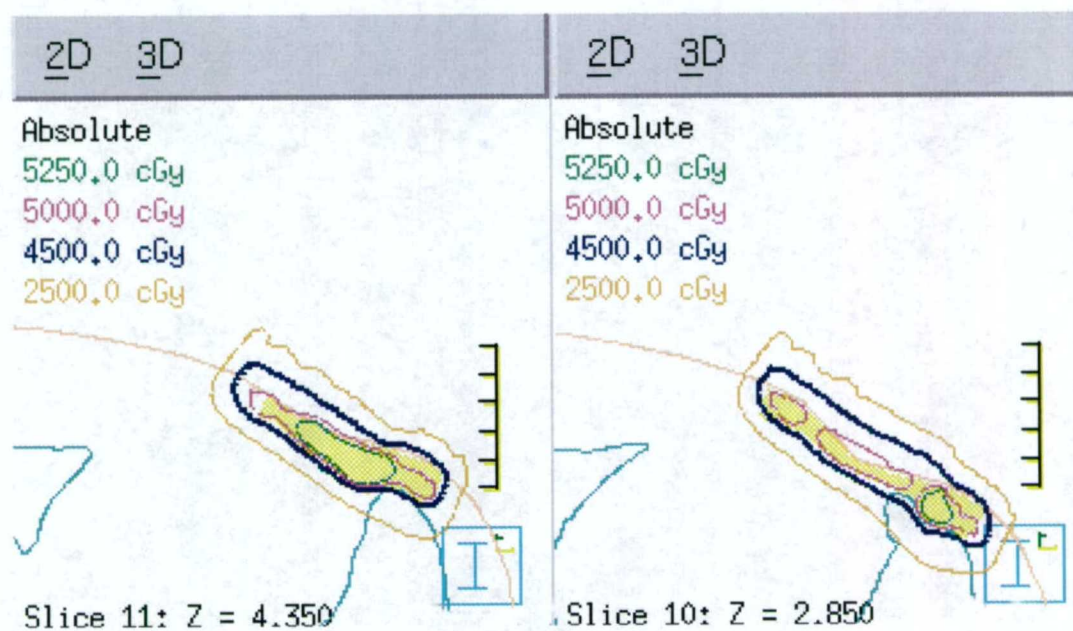 2D 3D
Absolute
5250.0 cGy
5000.0 cGy
4500.0 cGy
2500.0 cGy
Slice 11: Z = 4.350
2D 3D
Absolute
5250.0 cGy
5000.0 cGy
4500.0 cGy
2500.0 cGy
Slice 10: Z = 2.850